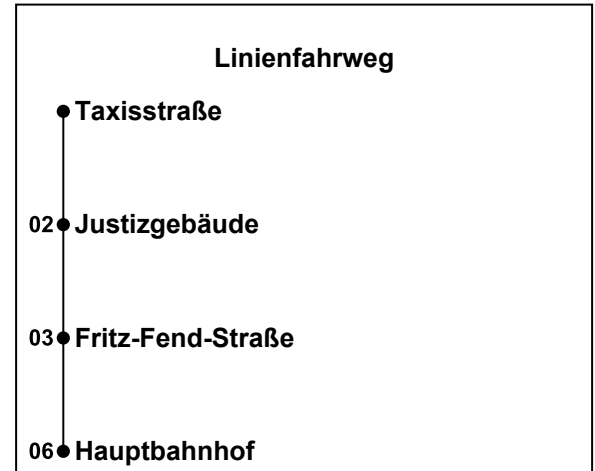 Linienfahrweg
Taxisstraße
02 Justizgebäude
03 Fritz-Fend-Straße
06 Hauptbahnhof